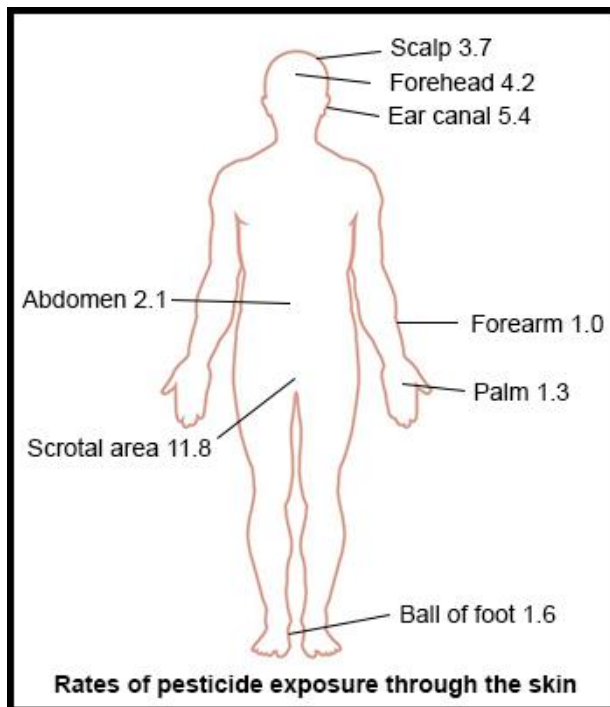 Scalp 3.7
Forehead 4.2
Ear canal 5.4
Abdomen 2.1
Forearm 1.0
Palm 1.3
Scrotal area 11.8
Ball of foot 1.6
Rates of pesticide exposure through the skin